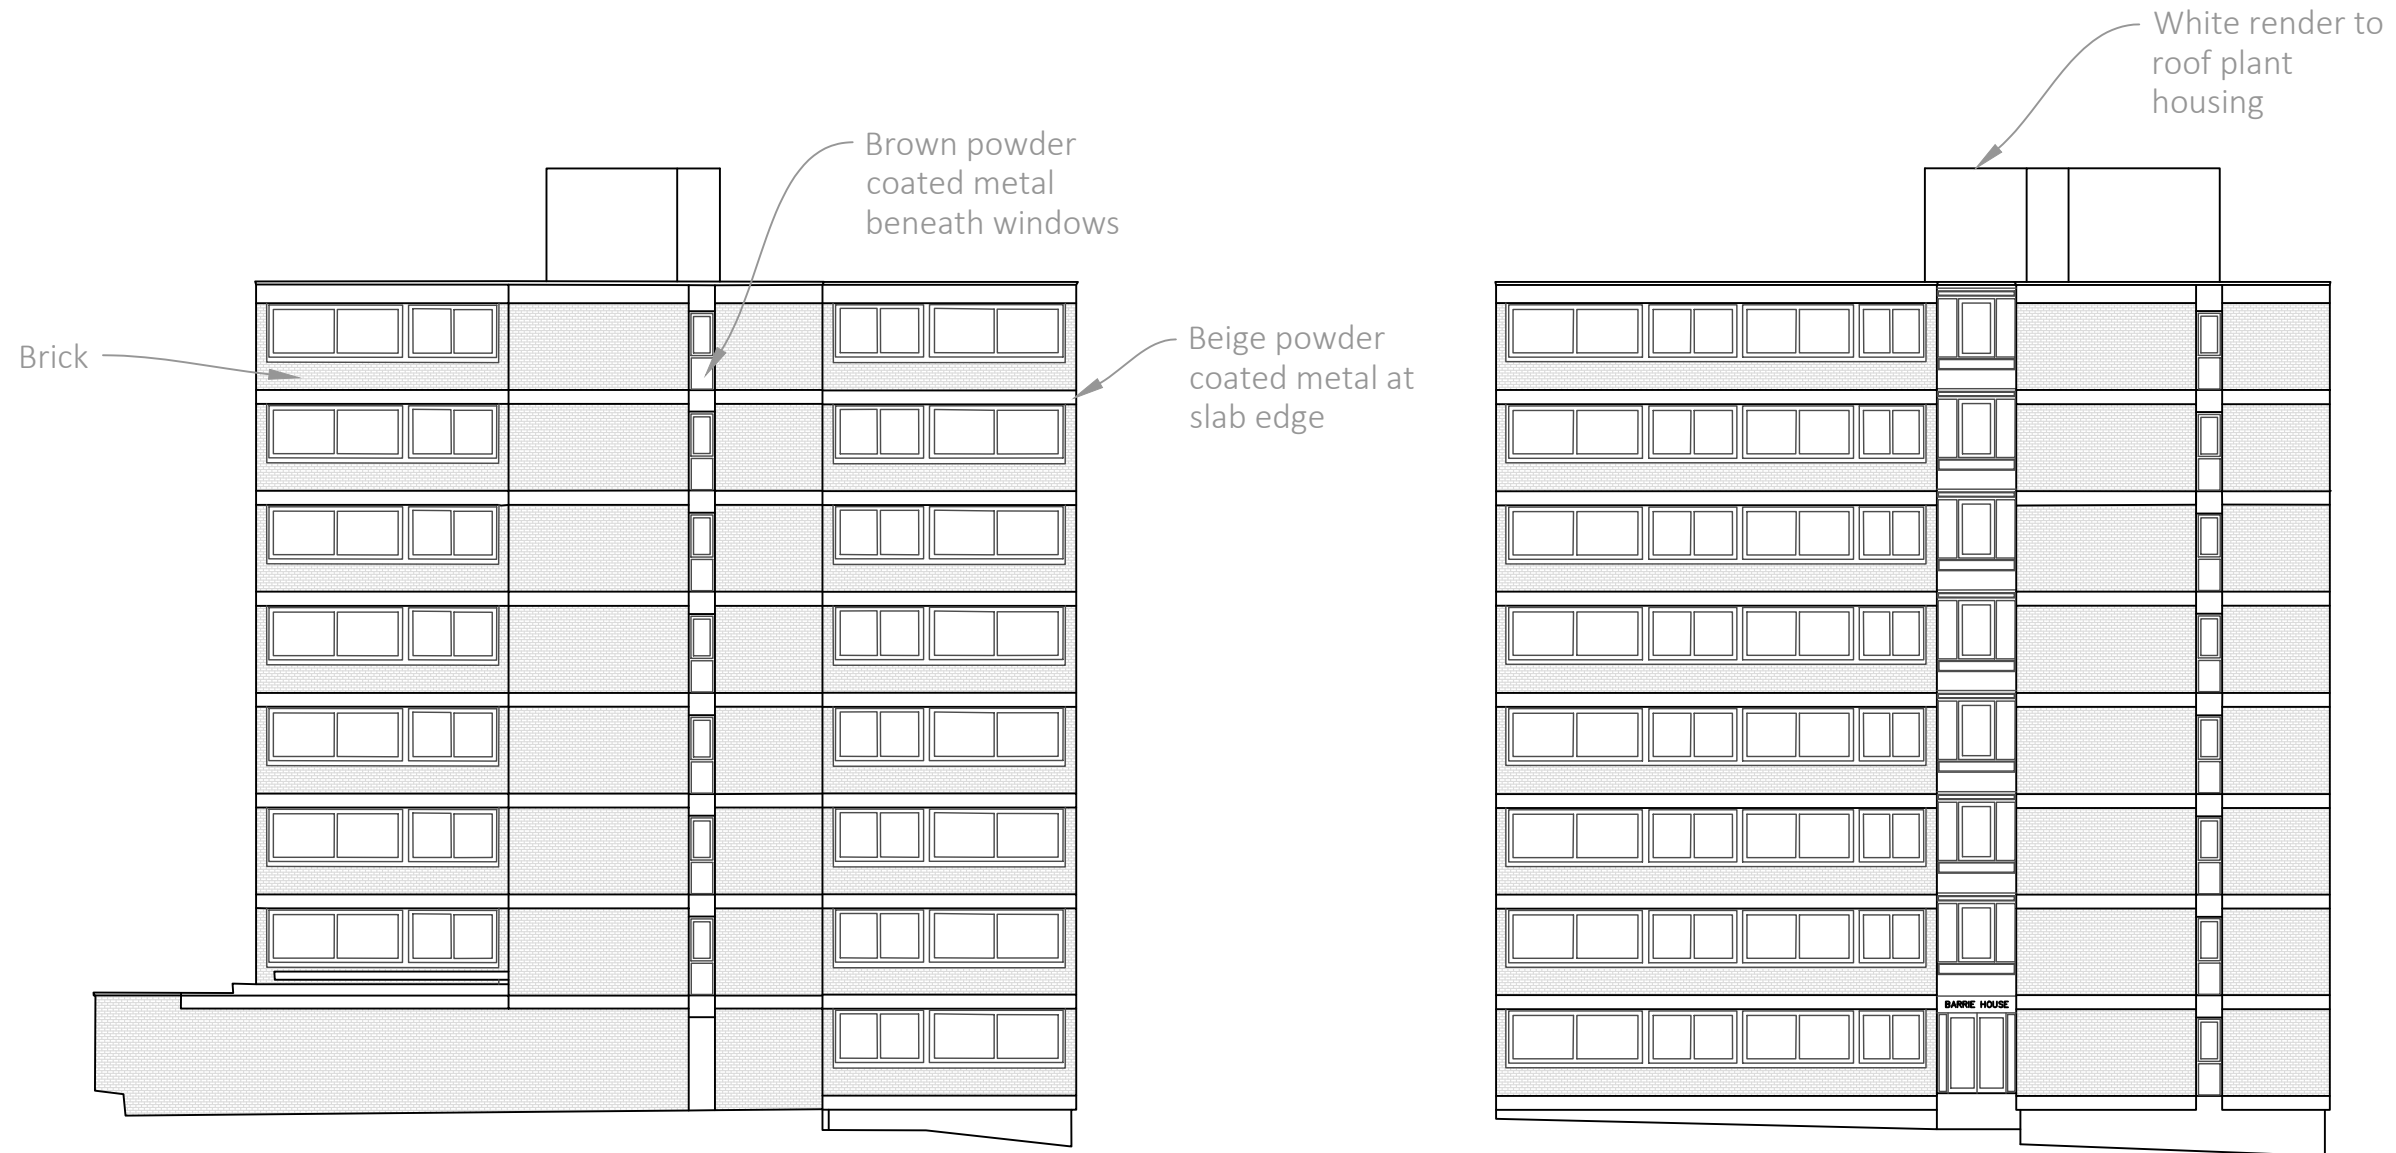 White render to
roof plant
housing
Brown powder
coated metal
beneath windows
Beige powder
coated metal at
slab edge
Brick
BARRIE HOUSE